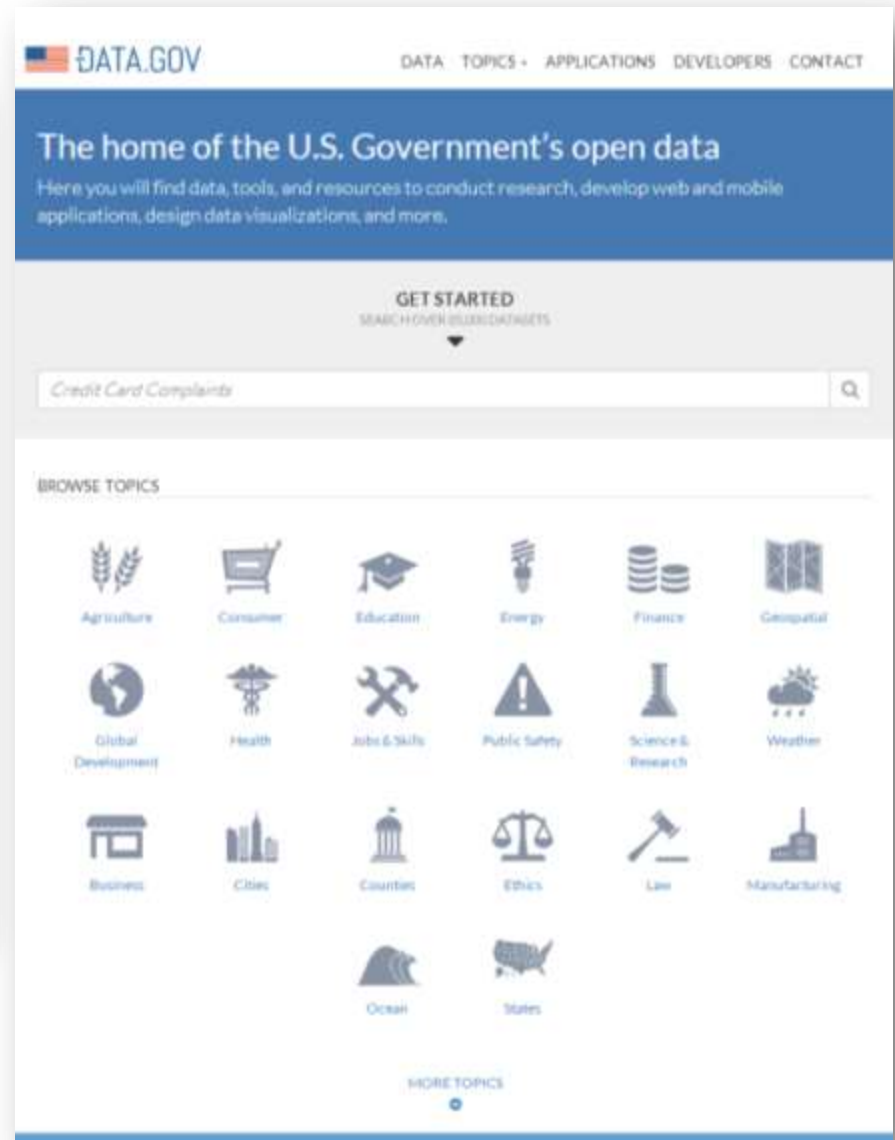 DATA.GOV
DATA TOPICS APPLICATIONS DEVELOPERS CONTACT
The home of the U.S. Government's open data
Here you will find data, tools, and resources to conduct research, develop web and mobile
applications, design data visualizations, and more.
GET STARTED
SEARCH OVER DATASETS
Credit Card Complaints
BROWSE TOPICS
Agriculture Consumer Education Energy Finance Geospatial
Global Health Jobs & Skills Public Safety Science & Weather
Development Research
Business Cities Counties Ethics Law Manufacturing
Ocean States
MORE TOPICS